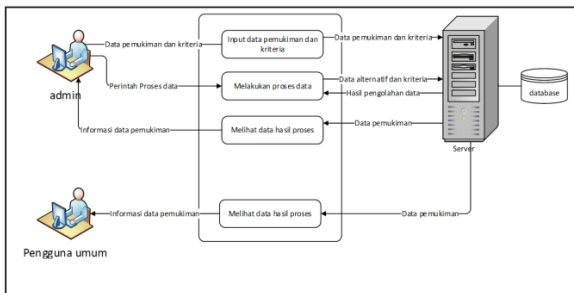 Data pemukiman dan kriteria
Input data pemukiman dan
kriteria
Data pemukiman dan kriteria
admin
Perintah Proses data
Melakukan proses data
Data alternatif dan kriteria
Hasil pengolahan data
database
Informasi data pemukiman
Melihat data hasil proses
Data pemukiman
Server
Informasi data pemukiman
Melihat data hasil proses
Data pemukiman
Pengguna umum